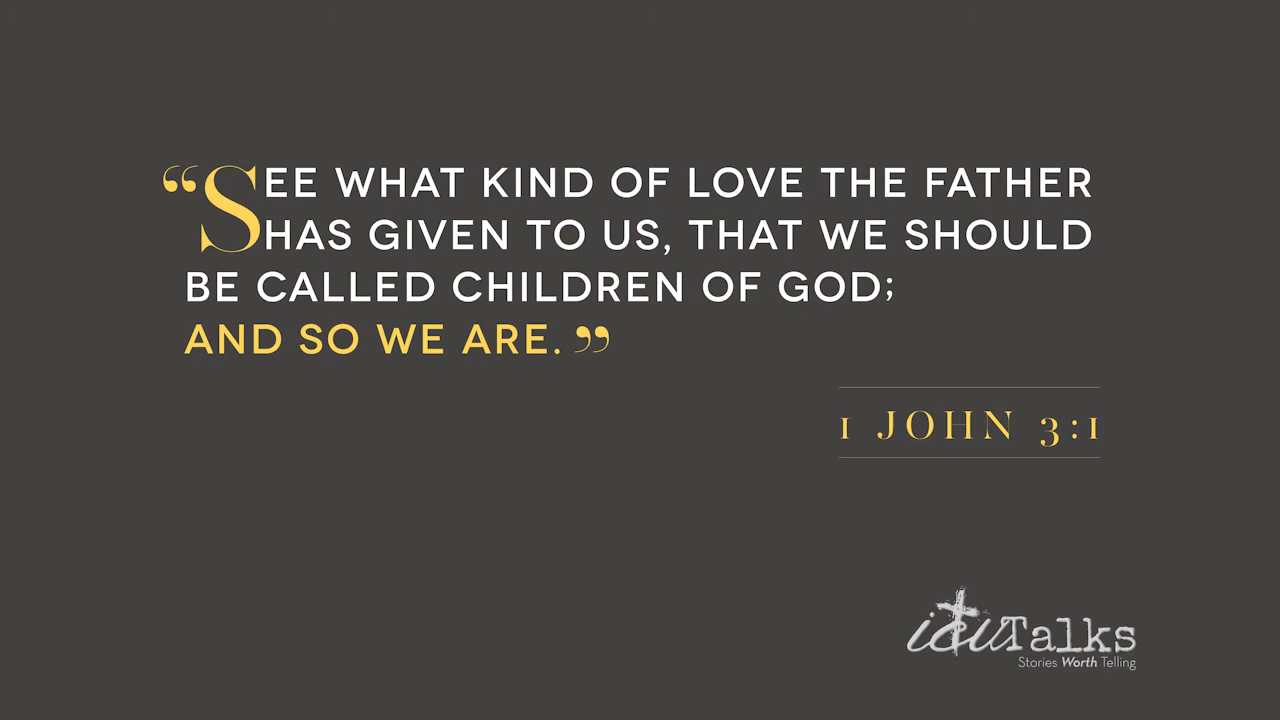 “SEE WHAT KIND OF LOVE THE FATHER
HAS GIVEN TO US, THAT WE SHOULD
BE CALLED CHILDREN OF GOD;
AND SO WE ARE.”
1 JOHN 3:1
Talks
Stories Worth Telling